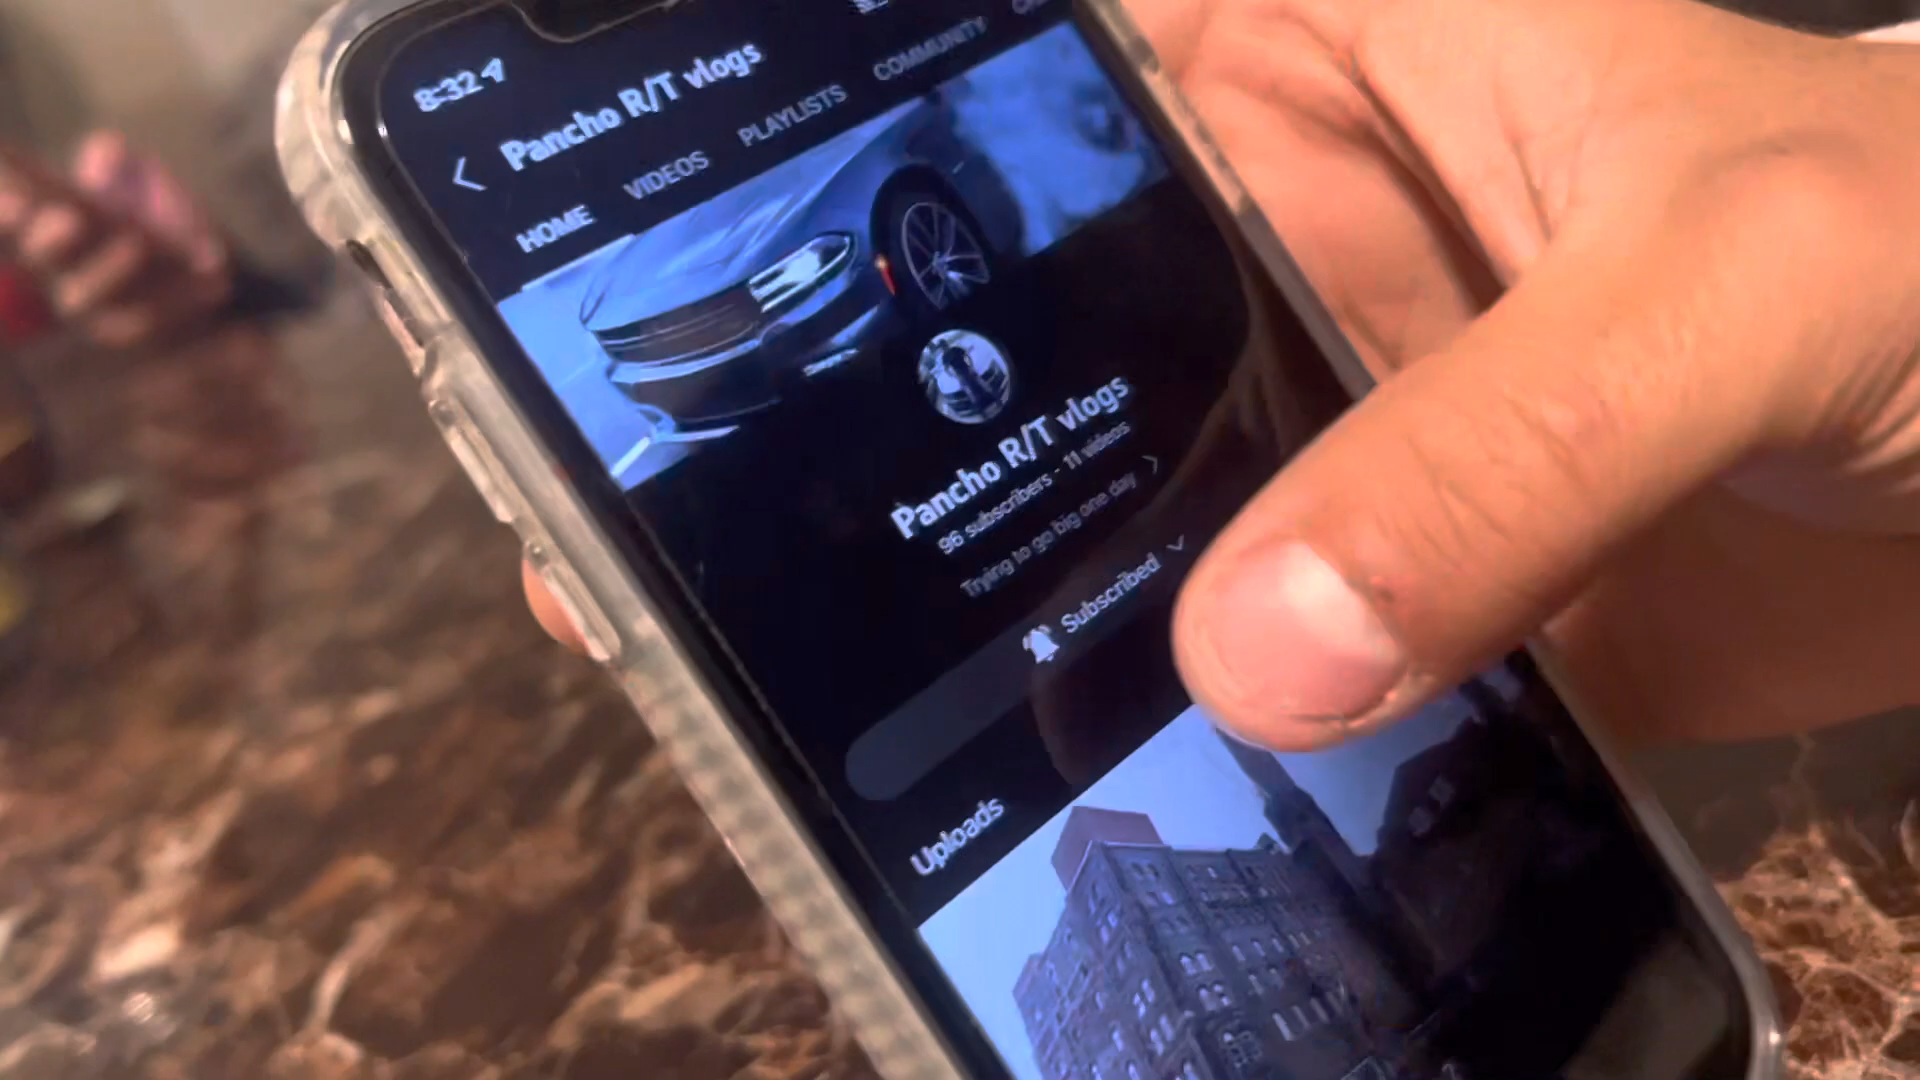 8:32
Pancho R/T vlogs
HOME VIDEOS PLAYLISTS COMMUNITY
Pancho R/T vlogs
96 subscribers · 11 videos
Trying to go big one day
Subscribed
Uploads